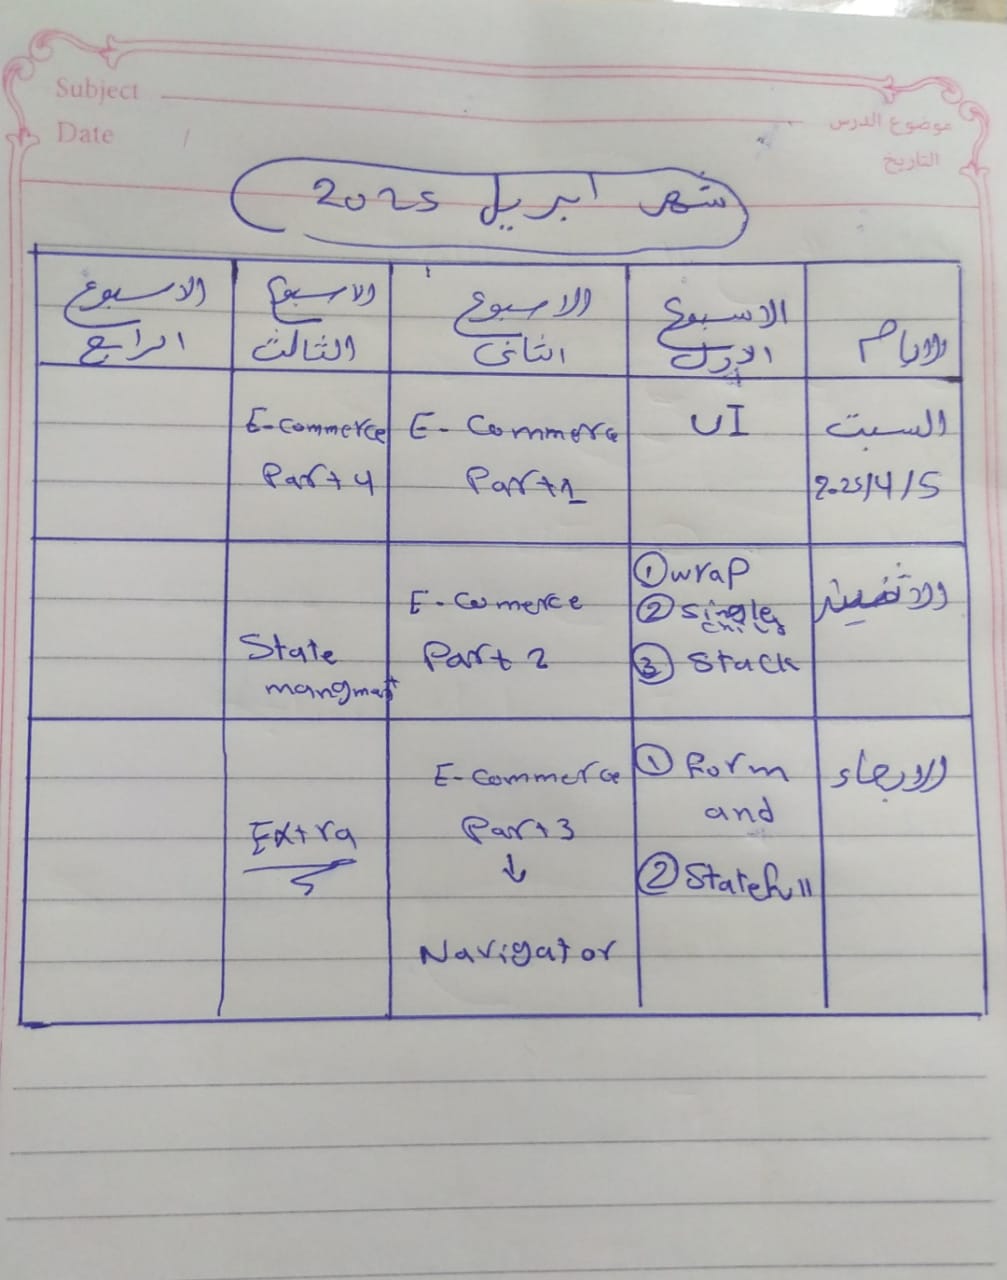 Subject
موضوع الدرس
Date
التاريخ
شهر ابريل 2025
الايام
الاسبوع
الاول
الاسبوع
الثانى
الاسبوع
الثالث
الاسبوع
الرابع
السبت
2025/4/5
UI
E-Commerce
Part 1
E-commerce
Part 4
الاثنين
① wrap
② single
child
③ Stack
E-Comerce
Part 2
State
mangmant
الاربعاء
① Form
and
② Statefull
E-commerce
Part 3
↓
Navigator
Extra